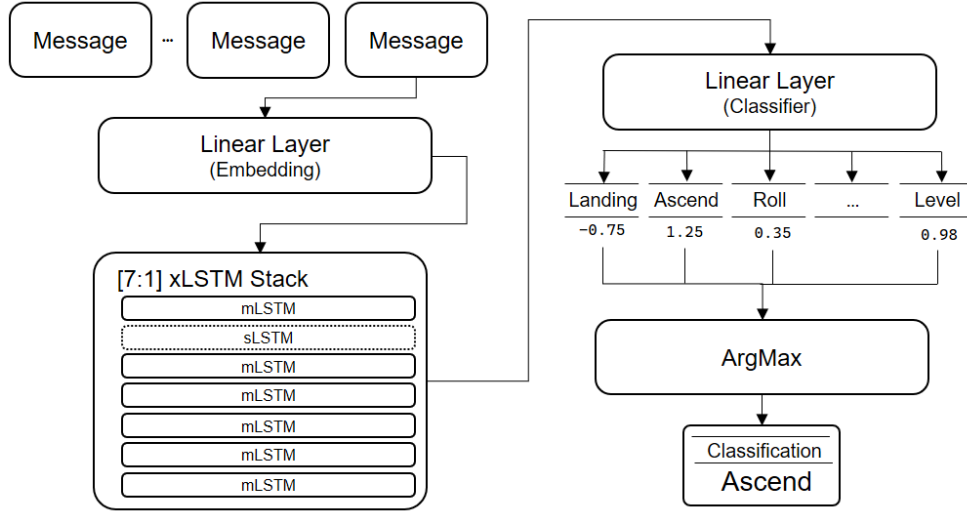 Message ... Message Message
Linear Layer
(Embedding)
[7:1] xLSTM Stack
mLSTM
sLSTM
mLSTM
mLSTM
mLSTM
mLSTM
mLSTM
Linear Layer
(Classifier)
Landing Ascend Roll ... Level
−0.75 1.25 0.35 0.98
ArgMax
Classification
Ascend